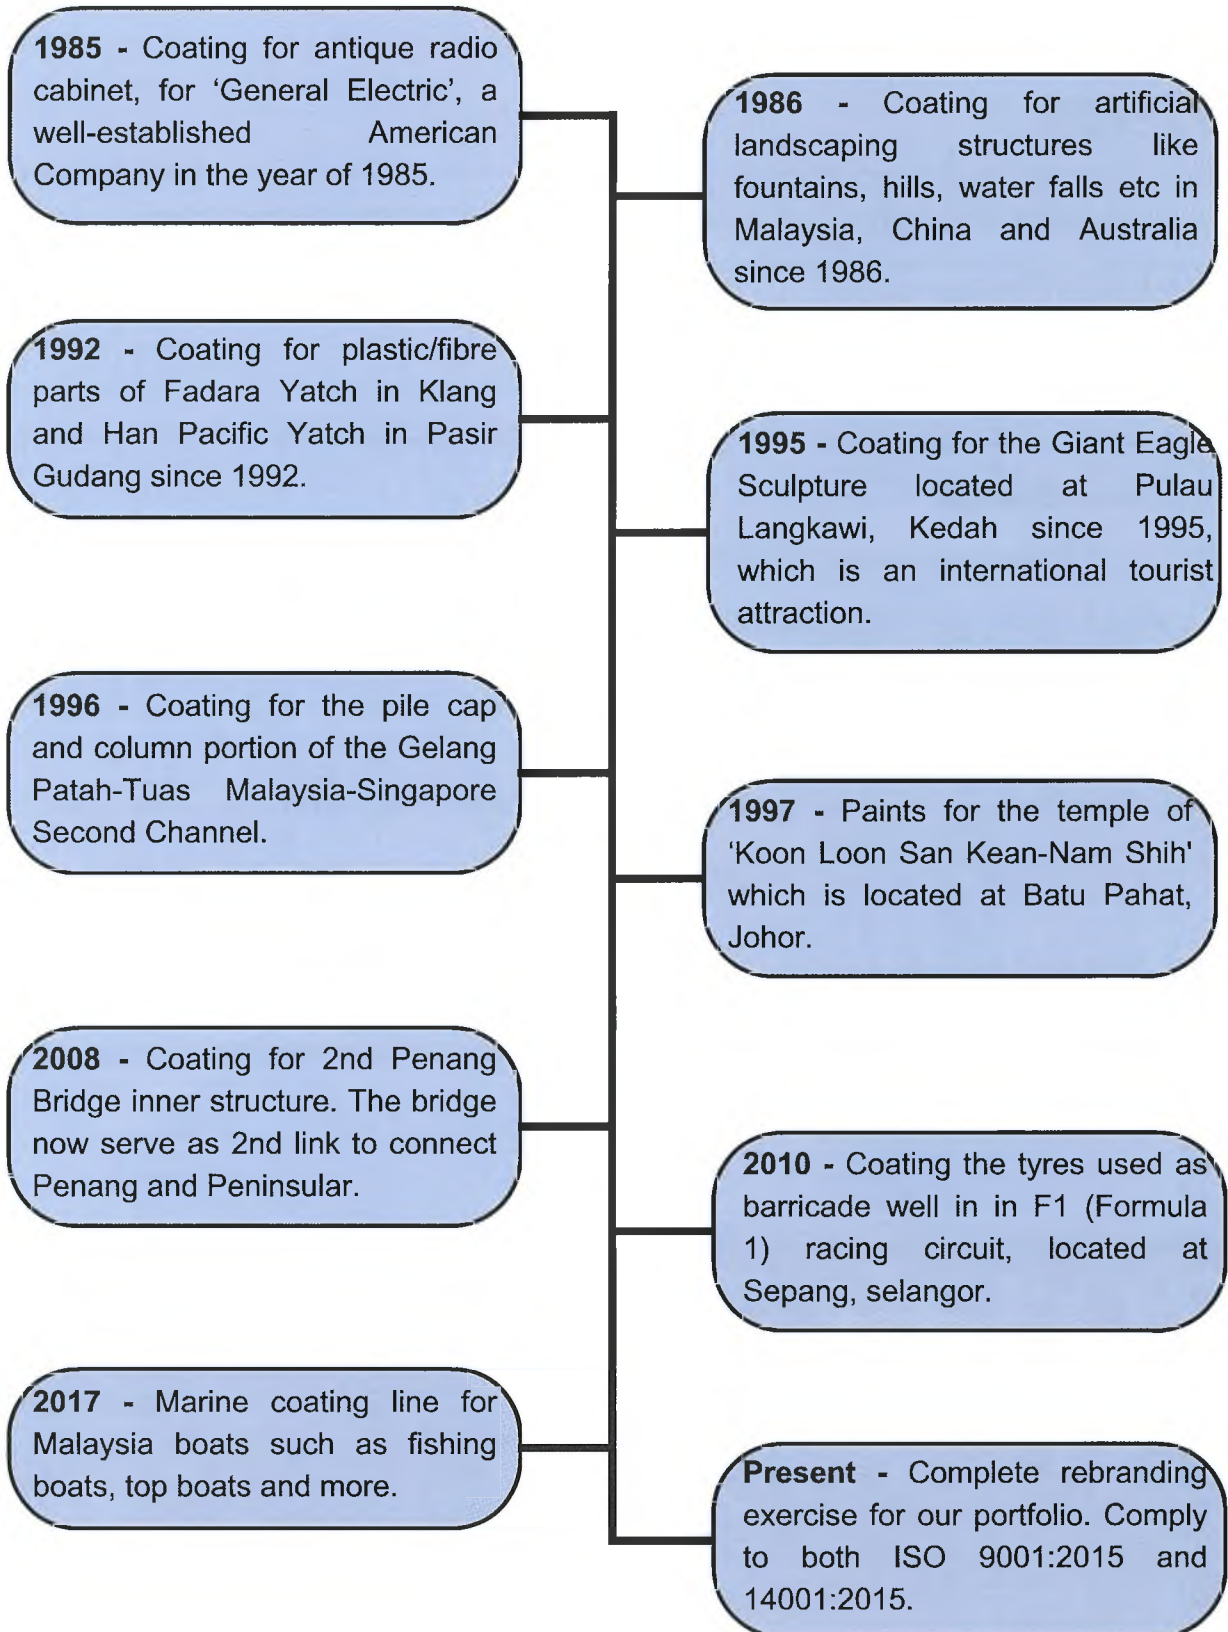 1985 - Coating for antique radio
cabinet, for ‘General Electric’, a
well-established American
Company in the year of 1985.
1986 - Coating for artificial
landscaping structures like
fountains, hills, water falls etc in
Malaysia, China and Australia
since 1986.
1992 - Coating for plastic/fibre
parts of Fadara Yatch in Klang
and Han Pacific Yatch in Pasir
Gudang since 1992.
1995 - Coating for the Giant Eagle
Sculpture located at Pulau
Langkawi, Kedah since 1995,
which is an international tourist
attraction.
1996 - Coating for the pile cap
and column portion of the Gelang
Patah-Tuas Malaysia-Singapore
Second Channel.
1997 - Paints for the temple of
‘Koon Loon San Kean-Nam Shih'
which is located at Batu Pahat,
Johor.
2008 - Coating for 2nd Penang
Bridge inner structure. The bridge
now serve as 2nd link to connect
Penang and Peninsular.
2010 - Coating the tyres used as
barricade well in in F1 (Formula
1) racing circuit, located at
Sepang, selangor.
2017 - Marine coating line for
Malaysia boats such as fishing
boats, top boats and more.
Present - Complete rebranding
exercise for our portfolio. Comply
to both ISO 9001:2015 and
14001:2015.